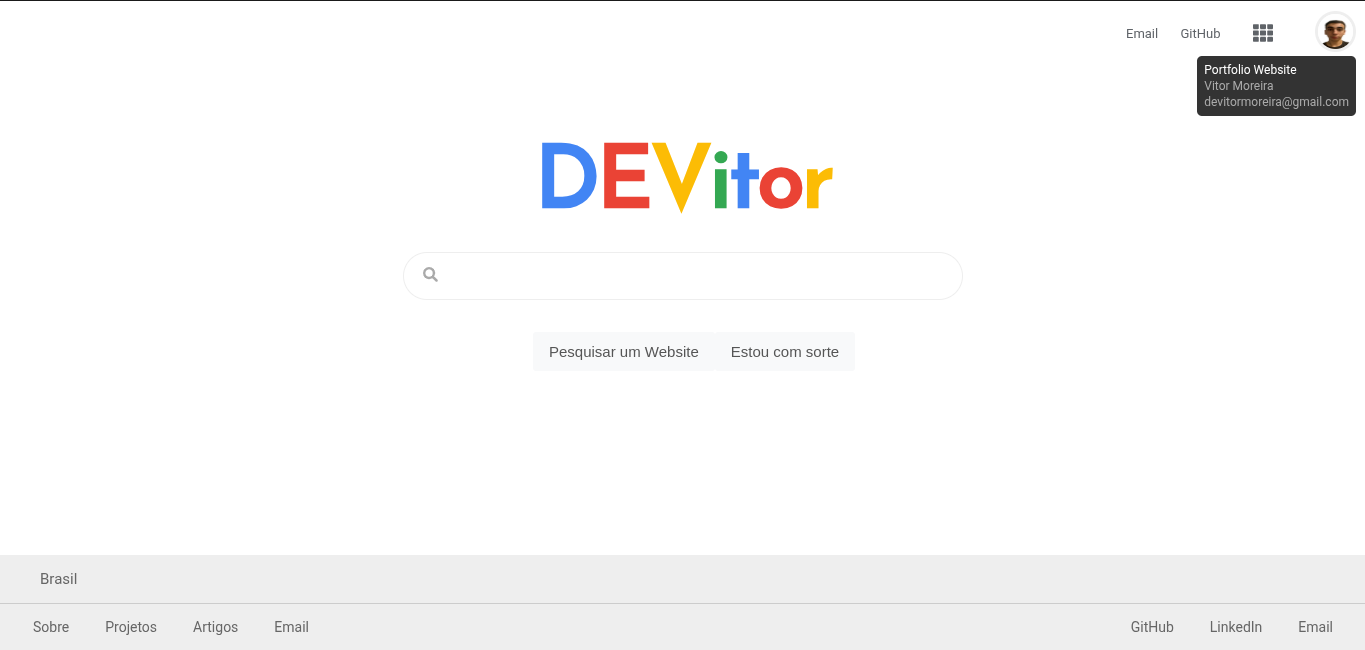 Email GitHub
Portfolio Website
Vitor Moreira
devitormoreira@gmail.com
DEVitor
Pesquisar um Website Estou com sorte
Brasil
Sobre Projetos Artigos Email GitHub LinkedIn Email